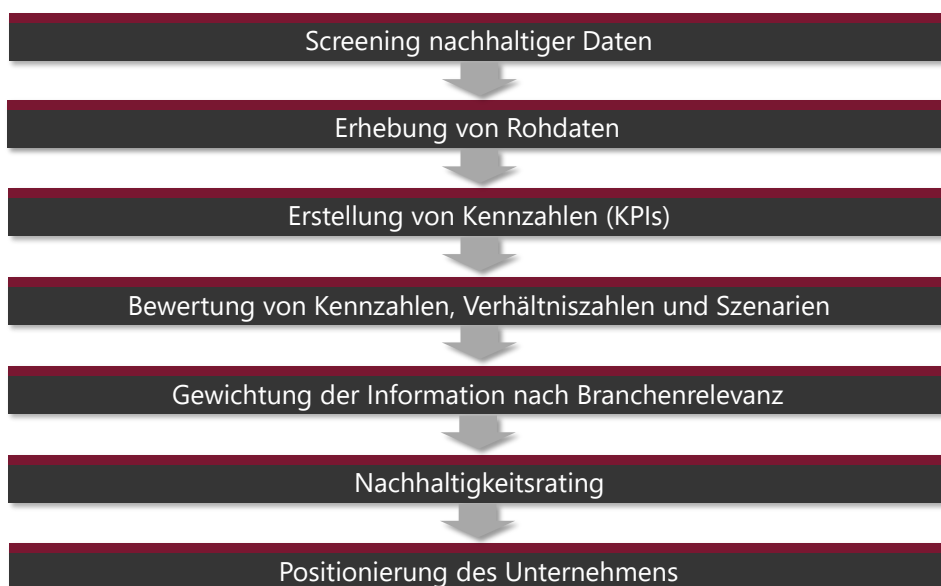 Screening nachhaltiger Daten
Erhebung von Rohdaten
Erstellung von Kennzahlen (KPIs)
Bewertung von Kennzahlen, Verhältniszahlen und Szenarien
Gewichtung der Information nach Branchenrelevanz
Nachhaltigkeitsrating
Positionierung des Unternehmens